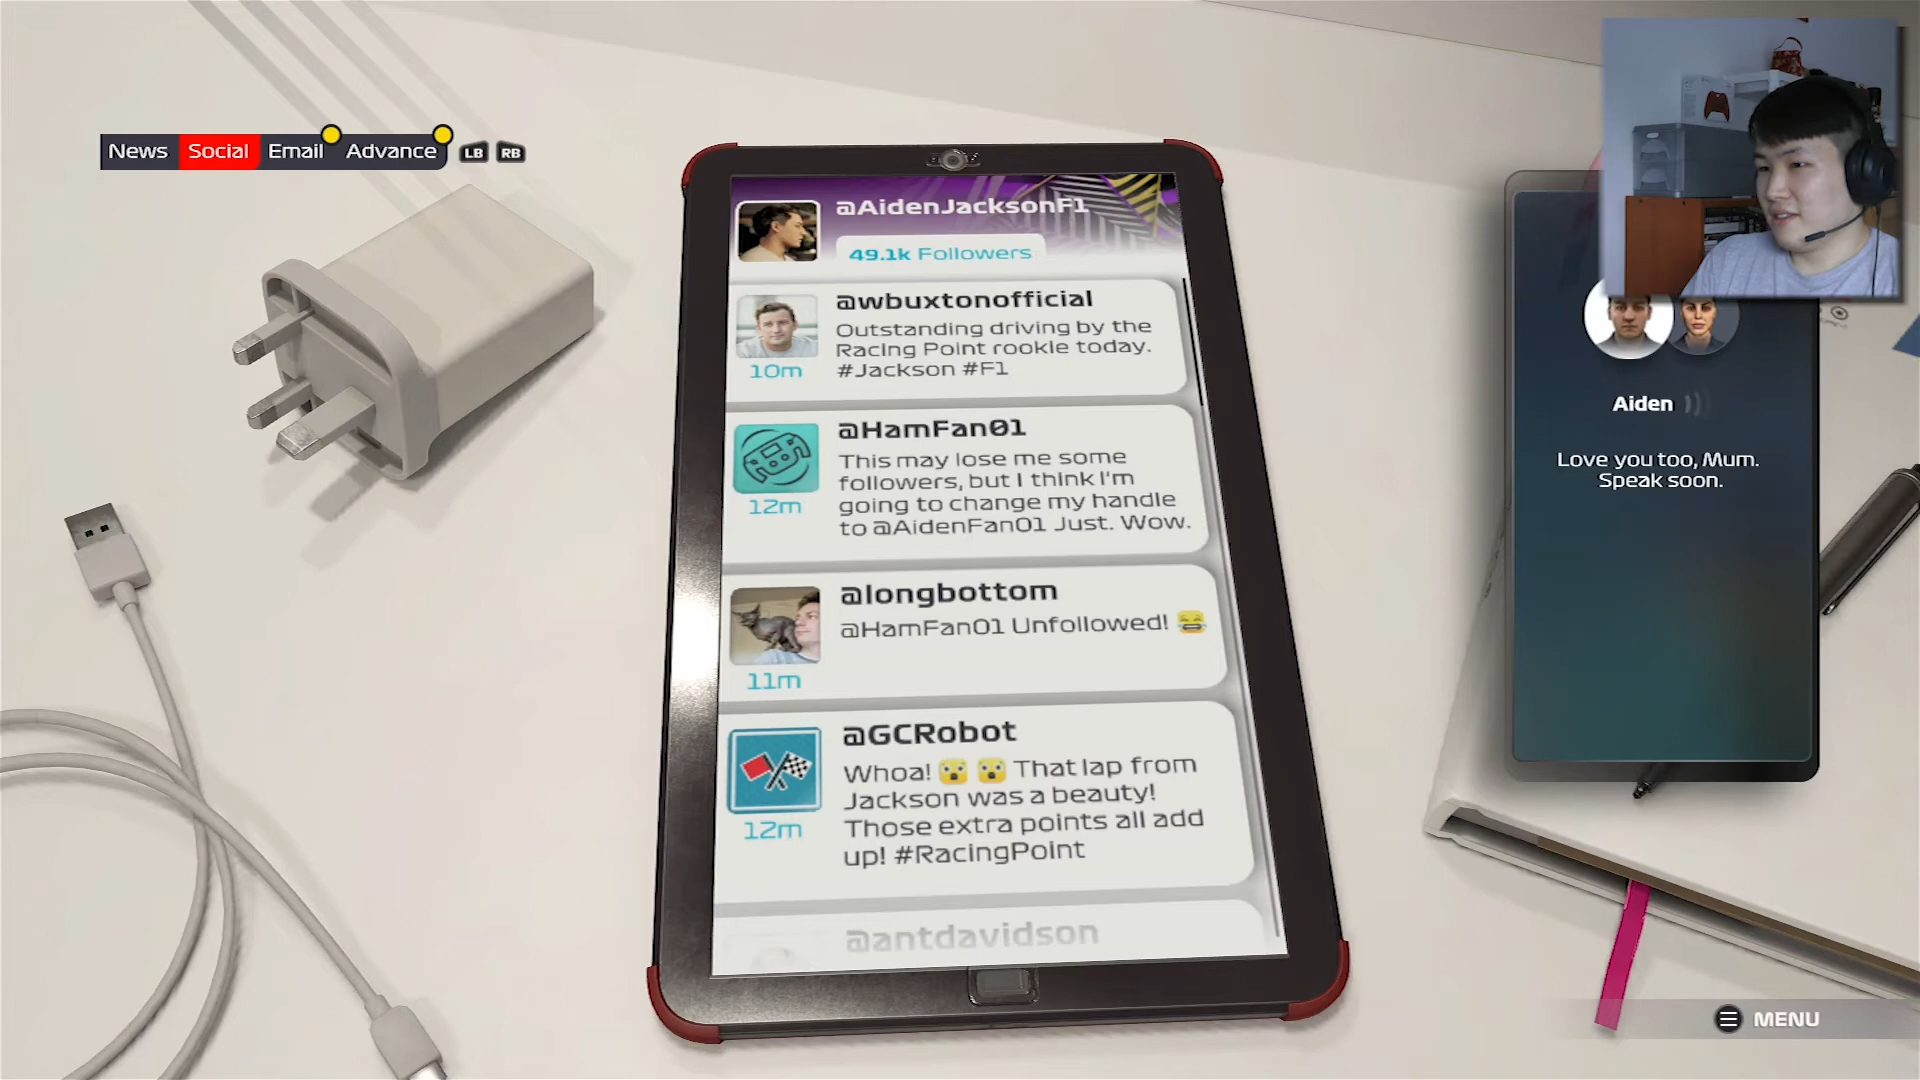 News Social Email Advance LB RB
@AidenJacksonF1
49.1k Followers
@wbuxtonofficial
Outstanding driving by the
Racing Point rookie today.
#Jackson #F1
10m
@HamFan01
This may lose me some
followers, but I think I'm
going to change my handle
to @AidenFan01 Just. Wow.
12m
@longbottom
@HamFan01 Unfollowed! 😂
11m
@GCRobot
Whoa! 😲 😲 That lap from
Jackson was a beauty!
Those extra points all add
up! #RacingPoint
12m
@antdavidson
Aiden
Love you too, Mum.
Speak soon.
MENU